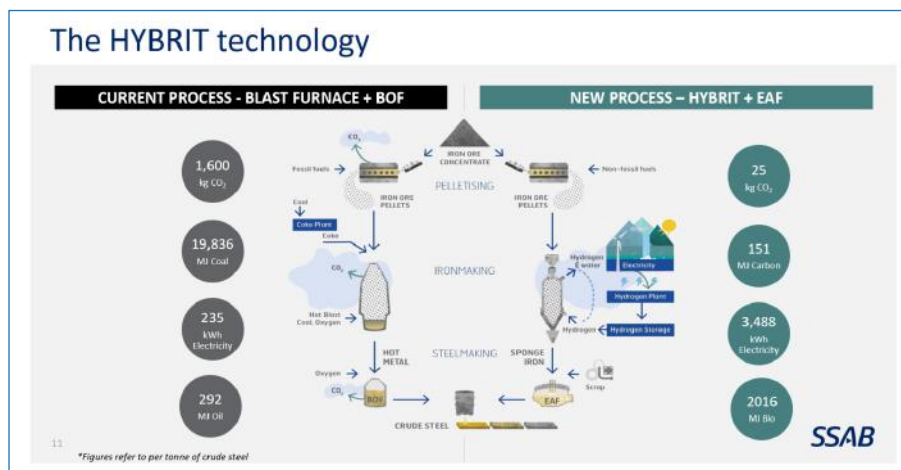 The HYBRIT technology
CURRENT PROCESS - BLAST FURNACE + BOF
NEW PROCESS – HYBRIT + EAF
1,600
kg CO₂
19,836
MJ Coal
235
kWh
Electricity
292
MJ Oil
CO₂
Fossil fuels
IRON ORE
CONCENTRATE
Non-fossil fuels
PELLETISING
IRON ORE
PELLETS
IRON ORE
PELLETS
Coal
Coke Plant
Coke
CO₂
IRONMAKING
Hot Blast
Coal, Oxygen
Hydrogen
& water
Electricity
Hydrogen Plant
Hydrogen
Hydrogen Storage
HOT
METAL
STEELMAKING
SPONGE
IRON
Oxygen
CO₂
BOF
Scrap
EAF
CRUDE STEEL
25
kg CO₂
151
MJ Carbon
3,488
kWh
Electricity
2016
MJ Bio
SSAB
11
*Figures refer to per tonne of crude steel